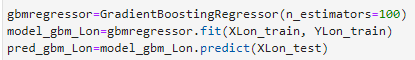 gbmregressor=GradientBoostingRegressor(n_estimators=100)
model_gbm_Lon=gbmregressor.fit(XLon_train, YLon_train)
pred_gbm_Lon=model_gbm_Lon.predict(XLon_test)